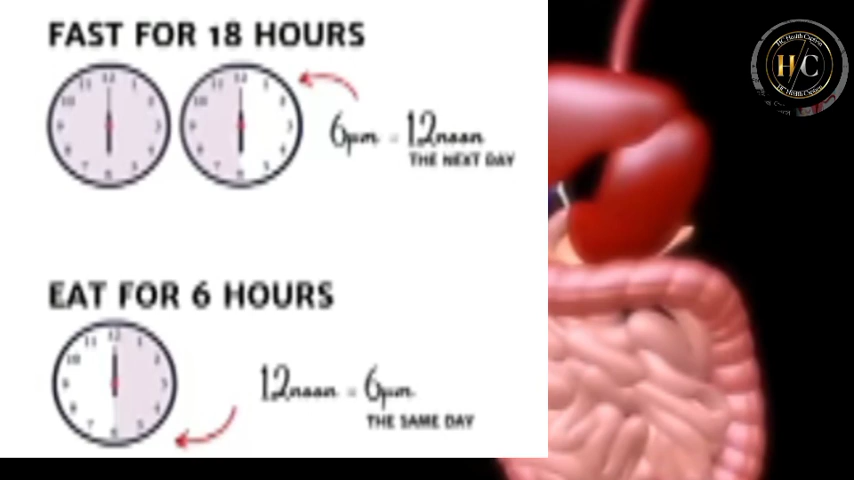 FAST FOR 18 HOURS
6pm - 12noon
THE NEXT DAY
EAT FOR 6 HOURS
12noon - 6pm
THE SAME DAY
H/C